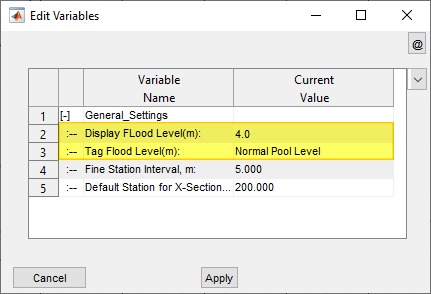 Edit Variables
@
Variable Name Current Value
1 [-] General_Settings
2 :-- Display FLood Level(m): 4.0
3 :-- Tag Flood Level(m): Normal Pool Level
4 :-- Fine Station Interval, m: 5.000
5 :-- Default Station for X-Section... 200.000
Cancel Apply